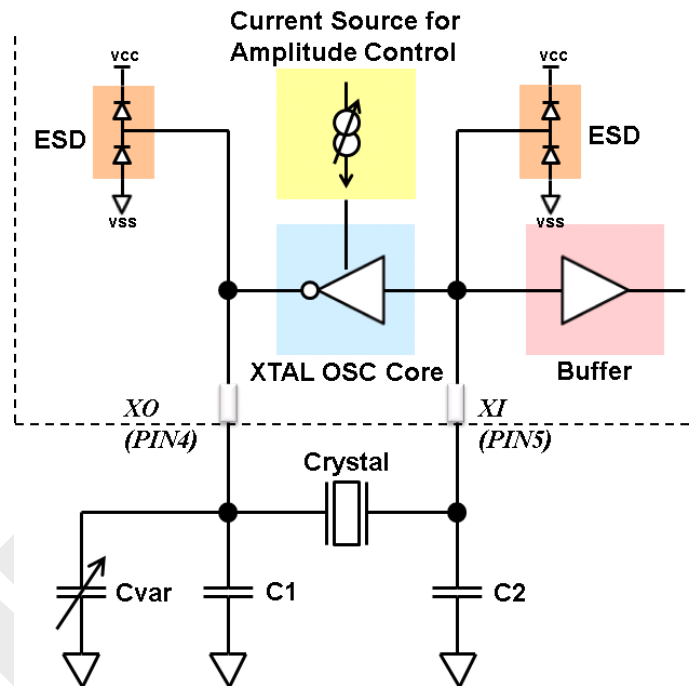 Current Source for
Amplitude Control
vcc
vcc
ESD
ESD
vss
vss
XTAL OSC Core
Buffer
XO
(PIN4)
XI
(PIN5)
Crystal
Cvar
C1
C2